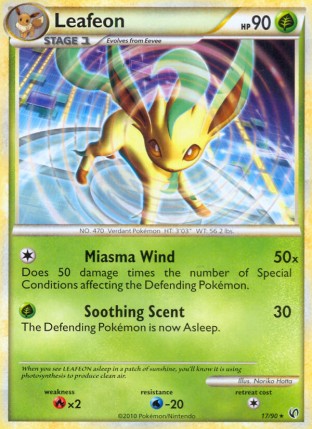 Leafeon
HP 90
STAGE 1
Evolves from Eevee
NO. 470 Verdant Pokémon HT: 3'03" WT: 56.2 lbs.
Miasma Wind 50x
Does 50 damage times the number of Special
Conditions affecting the Defending Pokémon.
Soothing Scent 30
The Defending Pokémon is now Asleep.
When you see LEAFEON asleep in a patch of sunshine, you'll know it is using
photosynthesis to produce clean air.
Illus. Noriko Hotta
weakness resistance retreat cost
x2 -20
©2010 Pokémon/Nintendo 17/90 ★